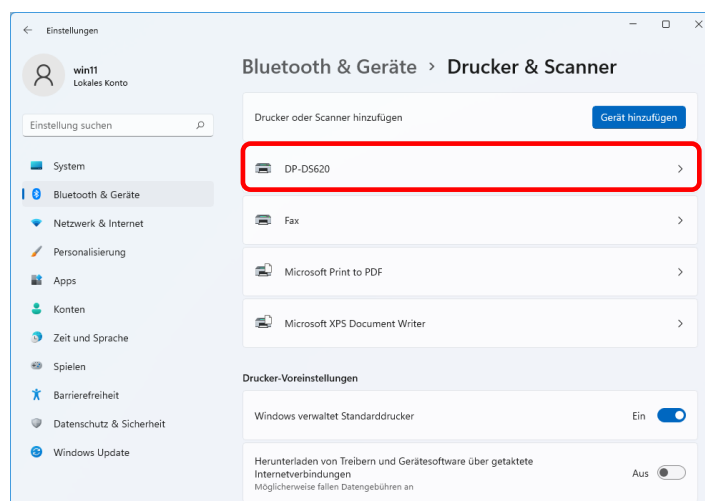 Einstellungen
win11
Lokales Konto
Einstellung suchen
System
Bluetooth & Geräte
Netzwerk & Internet
Personalisierung
Apps
Konten
Zeit und Sprache
Spielen
Barrierefreiheit
Datenschutz & Sicherheit
Windows Update
Bluetooth & Geräte > Drucker & Scanner
Drucker oder Scanner hinzufügen
Gerät hinzufügen
DP-DS620
Fax
Microsoft Print to PDF
Microsoft XPS Document Writer
Drucker-Voreinstellungen
Windows verwaltet Standarddrucker
Ein
Herunterladen von Treibern und Gerätesoftware über getaktete
Internetverbindungen
Möglicherweise fallen Datengebühren an
Aus